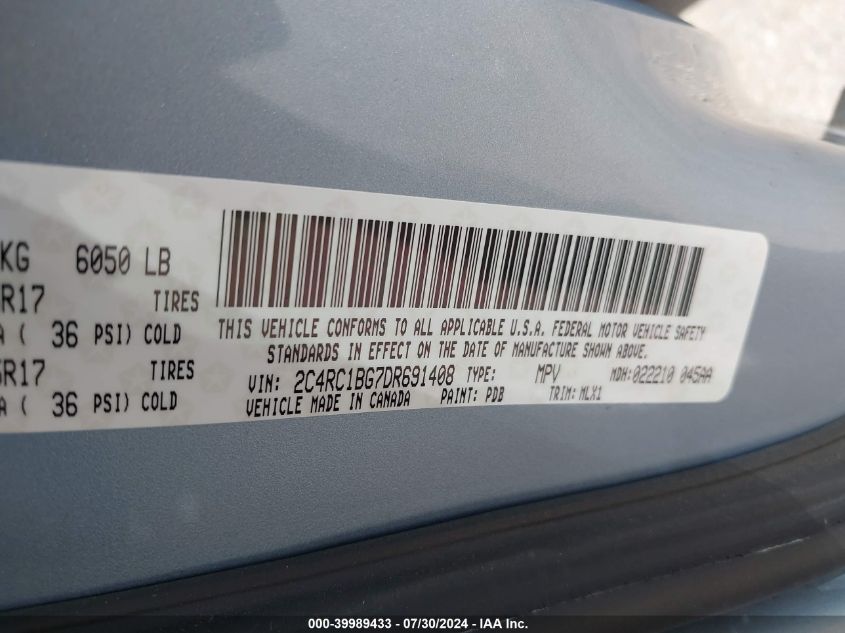 KG 6050 LB
R17 TIRES
A ( 36 PSI) COLD
5R17 TIRES
A ( 36 PSI) COLD
THIS VEHICLE CONFORMS TO ALL APPLICABLE U.S.A. FEDERAL MOTOR VEHICLE SAFETY
STANDARDS IN EFFECT ON THE DATE OF MANUFACTURE SHOWN ABOVE.
VIN: 2C4RC1BG7DR691408 TYPE: MPV MDH: 022210 045AA
VEHICLE MADE IN CANADA PAINT: PDB TRIM: MLX1
000-39989433 - 07/30/2024 - IAA Inc.